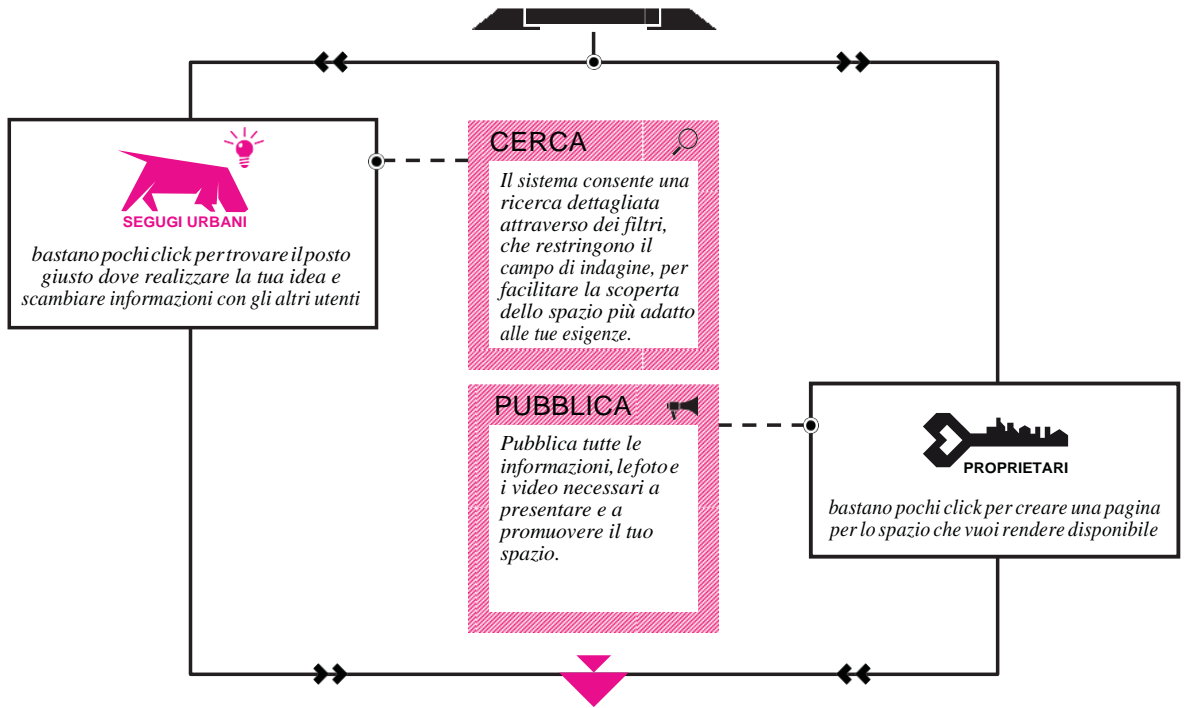 SEGUGI URBANI
bastano pochi click per trovare il posto
giusto dove realizzare la tua idea e
scambiare informazioni con gli altri utenti
CERCA
Il sistema consente una
ricerca dettagliata
attraverso dei filtri,
che restringono il
campo di indagine, per
facilitare la scoperta
dello spazio più adatto
alle tue esigenze.
PUBBLICA
Pubblica tutte le
informazioni, le foto e
i video necessari a
presentare e a
promuovere il tuo
spazio.
PROPRIETARI
bastano pochi click per creare una pagina
per lo spazio che vuoi rendere disponibile